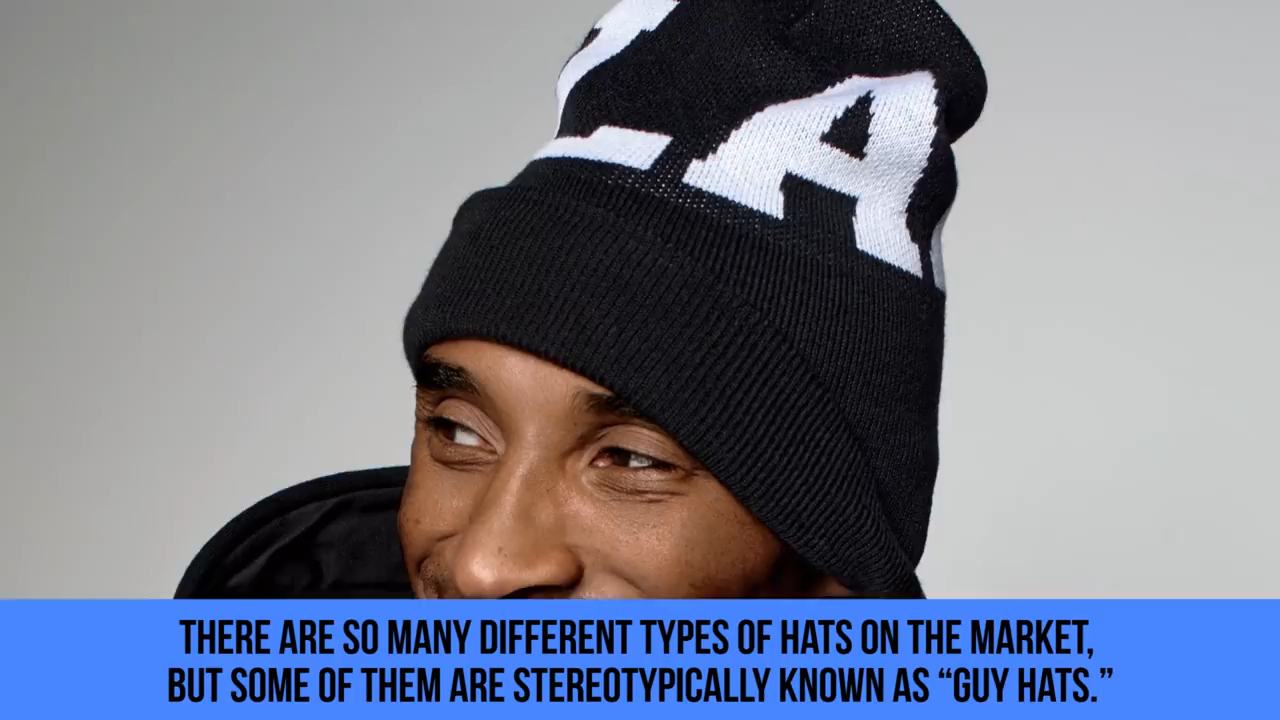 LA
THERE ARE SO MANY DIFFERENT TYPES OF HATS ON THE MARKET,
BUT SOME OF THEM ARE STEREOTYPICALLY KNOWN AS “GUY HATS.”